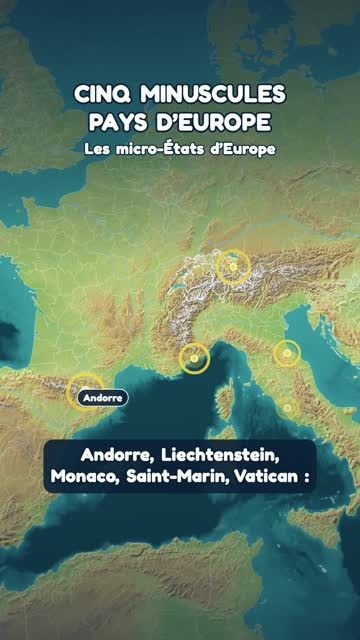 CINQ MINUSCULES
PAYS D’EUROPE
Les micro-États d’Europe
Andorre
Andorre, Liechtenstein,
Monaco, Saint-Marin, Vatican :